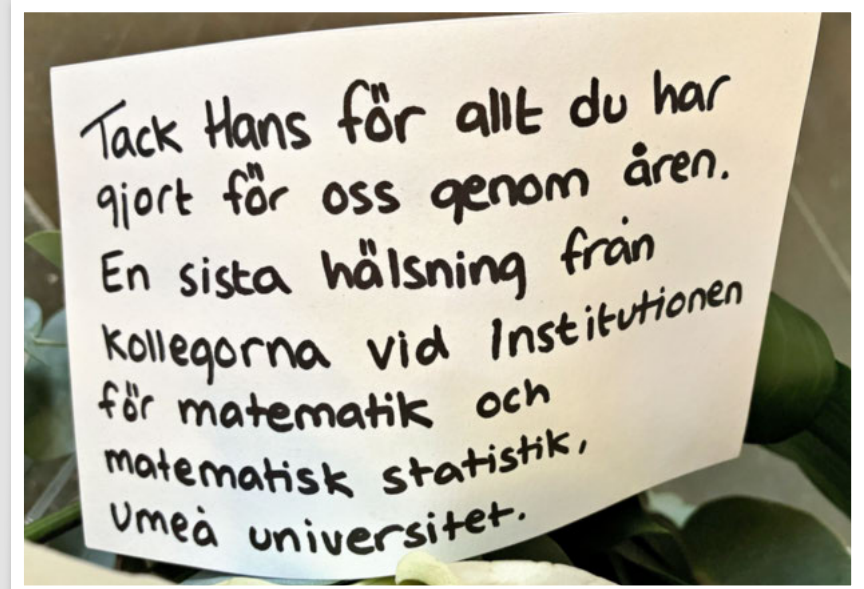 Tack Hans för allt du har
gjort för oss genom åren.
En sista hälsning från
kollegorna vid Institutionen
för matematik och
matematisk statistik,
Umeå universitet.